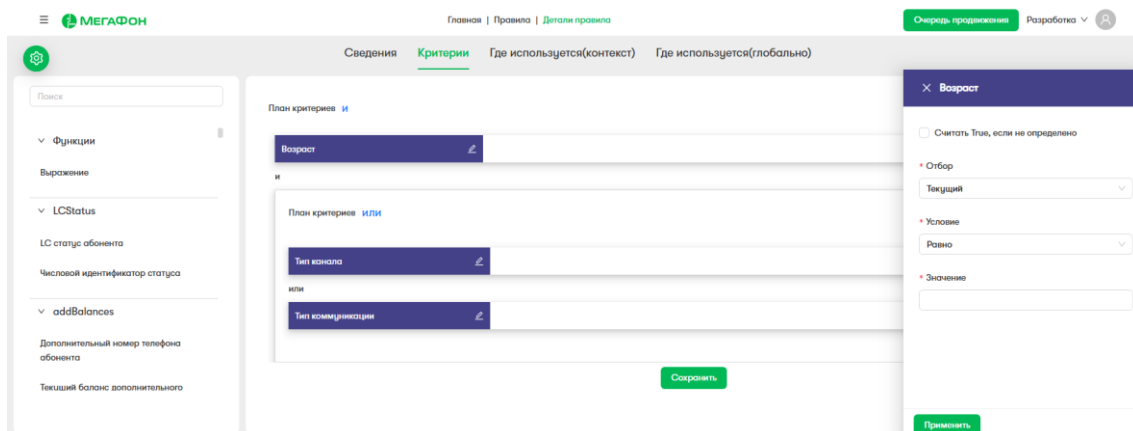 МЕГАФОН
Главная | Правила | Детали правила
Очередь продвижения
Разработка
Сведения Критерии Где используется(контекст) Где используется(глобально)
Поиск
Функции
Выражение
LCStatus
LC статус абонента
Числовой идентификатор статуса
addBalances
Дополнительный номер телефона
абонента
Текущий баланс дополнительного
План критериев и
Возраст
и
План критериев или
Тип канала
или
Тип коммуникации
Сохранить
Возраст
Считать True, если не определено
* Отбор
Текущий
* Условие
Равно
* Значение
Применить